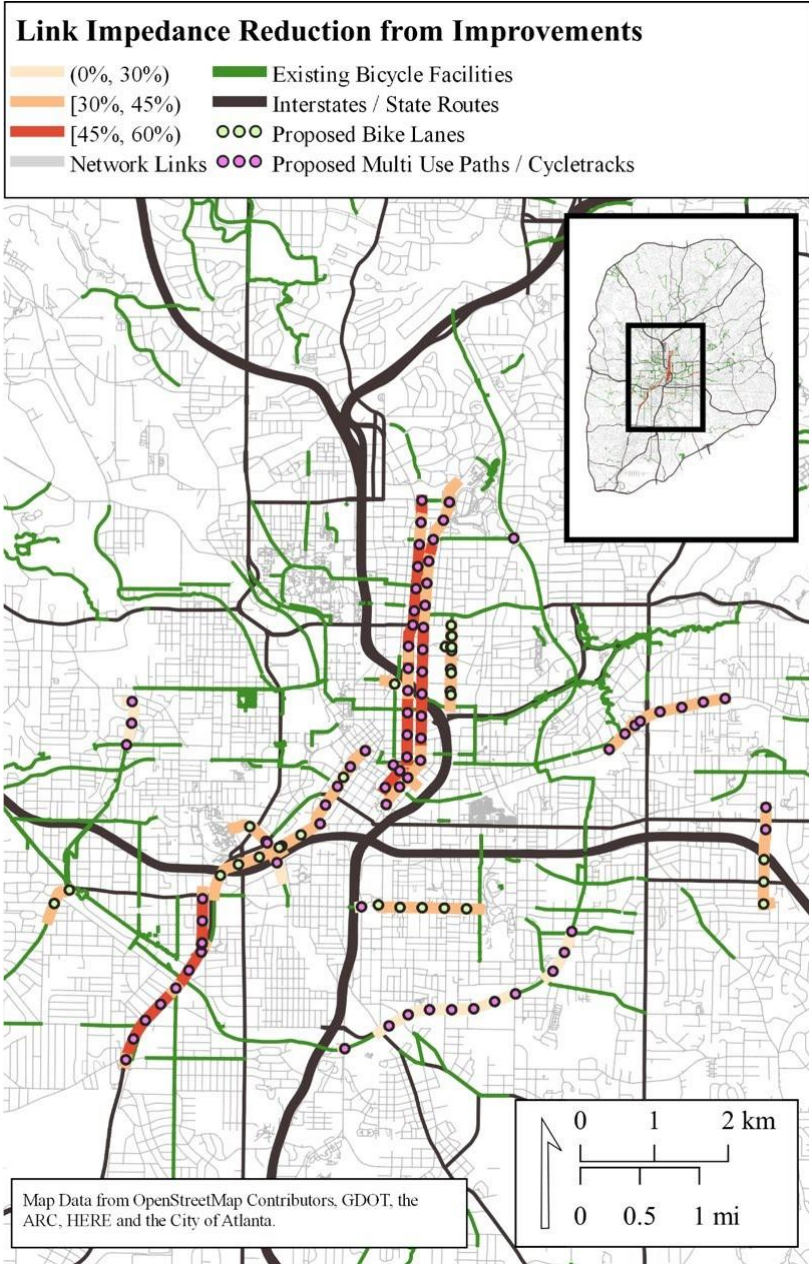 Link Impedance Reduction from Improvements
(0%, 30%) Existing Bicycle Facilities
[30%, 45%) Interstates / State Routes
[45%, 60%) Proposed Bike Lanes
Network Links Proposed Multi Use Paths / Cycletracks
0 1 2 km
0 0.5 1 mi
Map Data from OpenStreetMap Contributors, GDOT, the
ARC, HERE and the City of Atlanta.